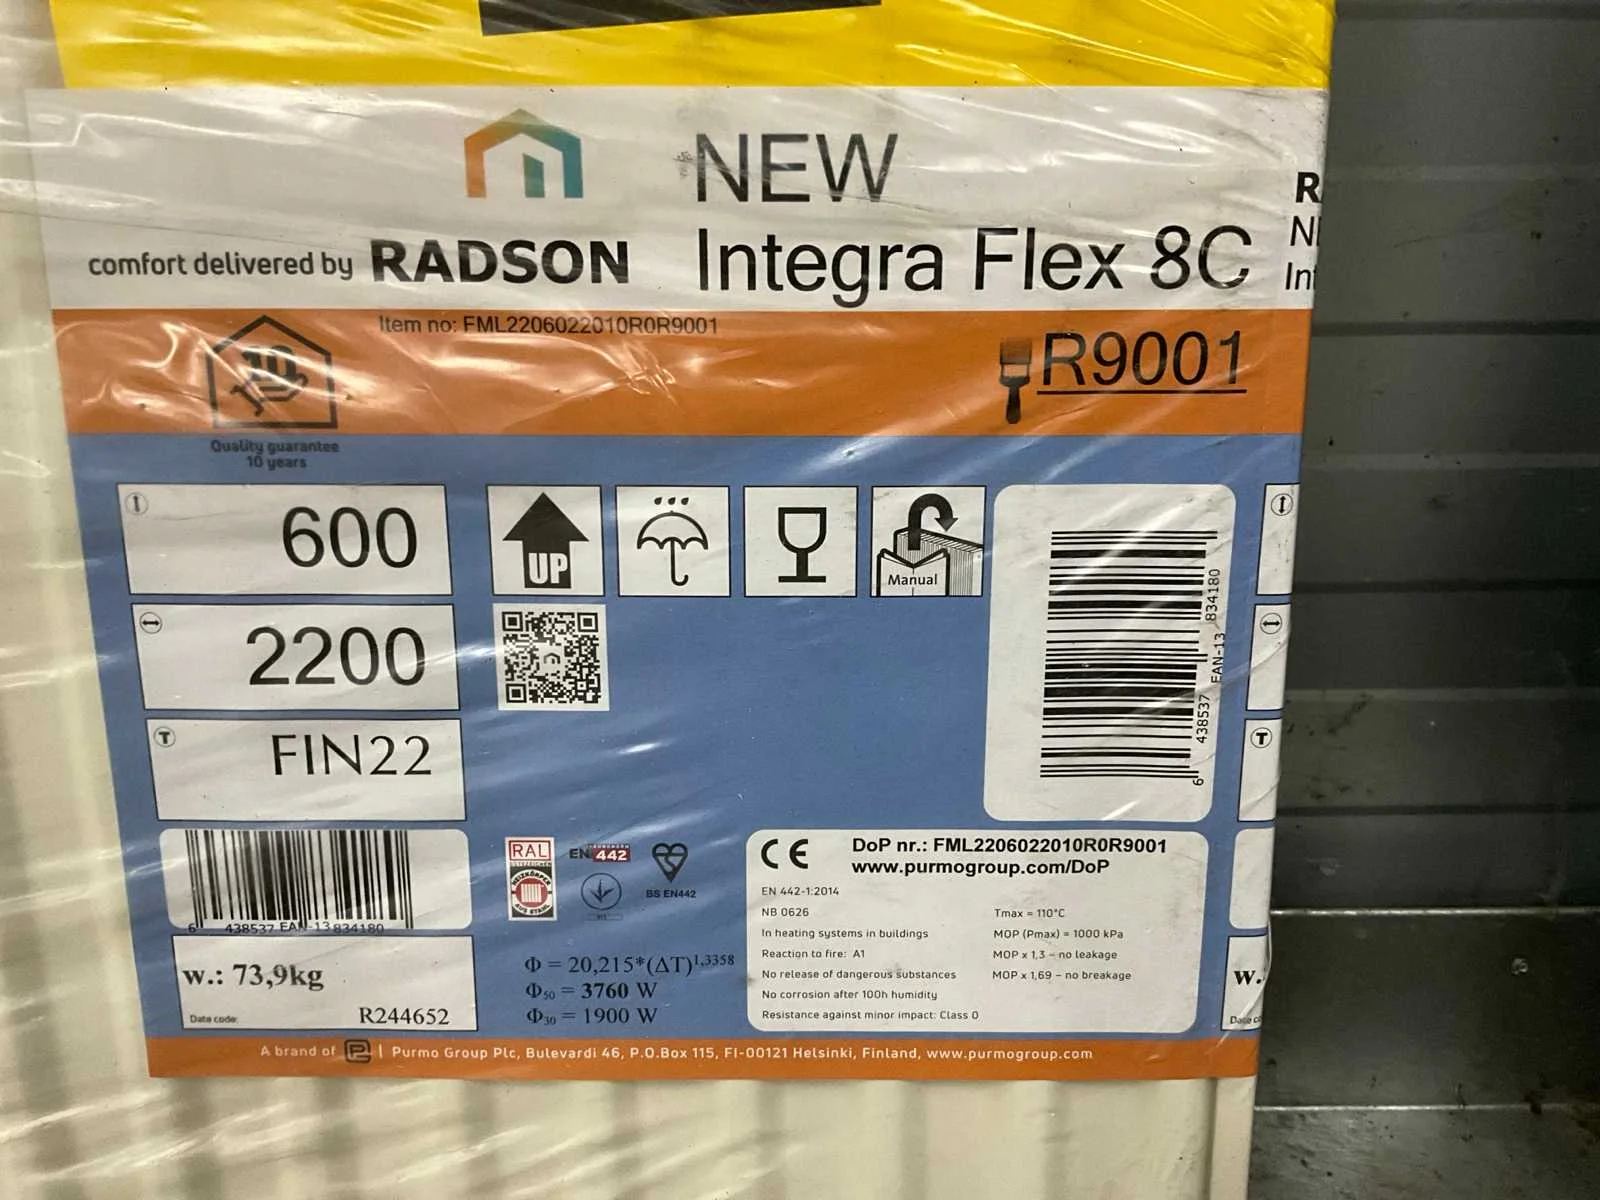 NEW
comfort delivered by RADSON
Integra Flex 8C
R
Item no: FML2206022010R0R9001
10
R9001
Quality guarantee
10 years
600
UP
Manual
2200
T
FIN22
6 438537 EAN-13 834180
T
6 438537 EAN-13 834180
RAL
GÜTEZEICHEN
HEIZKÖRPER
AUS STAHL
EN 442
BS EN442
CE DoP nr.: FML2206022010R0R9001
www.purmogroup.com/DoP
EN 442-1:2014
NB 0626
Tmax = 110°C
In heating systems in buildings
MOP (Pmax) = 1000 kPa
Reaction to fire: A1
MOP x 1,3 – no leakage
No release of dangerous substances
MOP x 1,69 – no breakage
No corrosion after 100h humidity
Resistance against minor impact: Class 0
w.: 73,9kg
Date code: R244652
Φ = 20,215*(ΔT)1,3358
Φ50 = 3760 W
Φ30 = 1900 W
w.
A brand of P | Purmo Group Plc, Bulevardi 46, P.O.Box 115, FI-00121 Helsinki, Finland, www.purmogroup.com